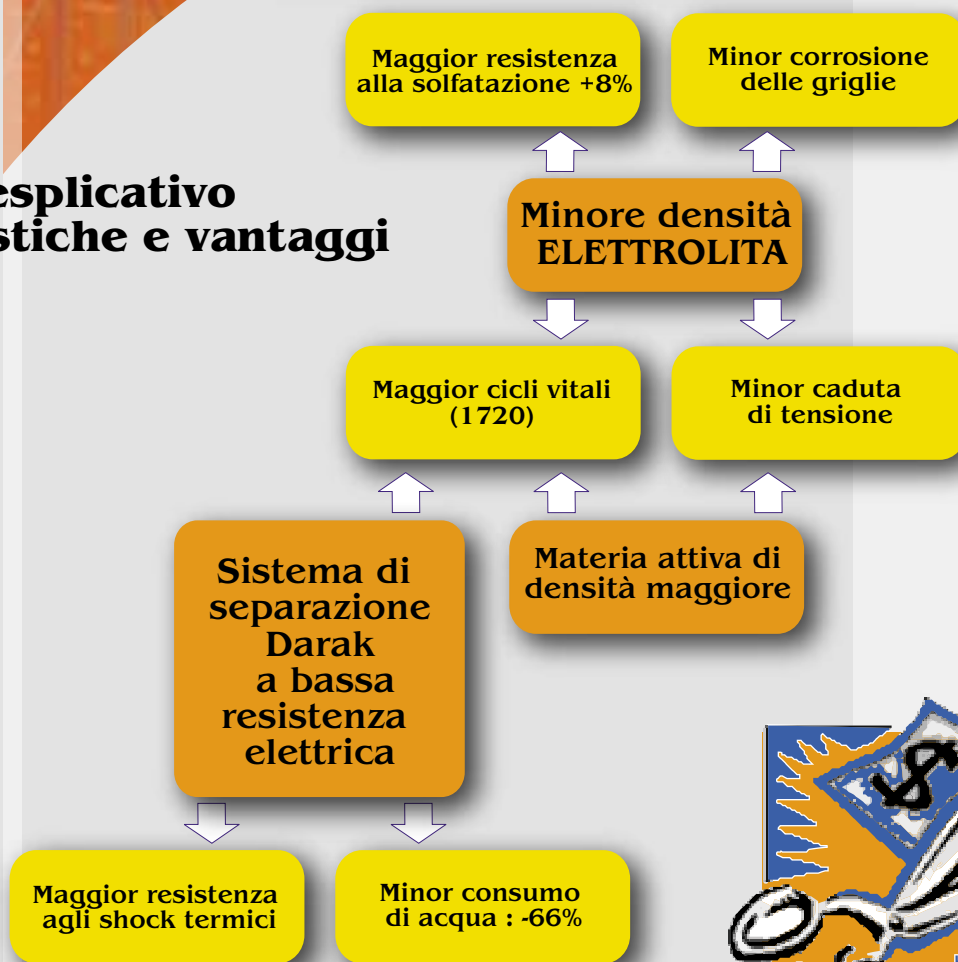 Maggior resistenza
alla solfatazione +8%
Minor corrosione
delle griglie
esplicativo
stiche e vantaggi
Minore densità
ELETTROLITA
Maggior cicli vitali
(1720)
Minor caduta
di tensione
Sistema di
separazione
Darak
a bassa
resistenza
elettrica
Materia attiva di
densità maggiore
Maggior resistenza
agli shock termici
Minor consumo
di acqua : -66%